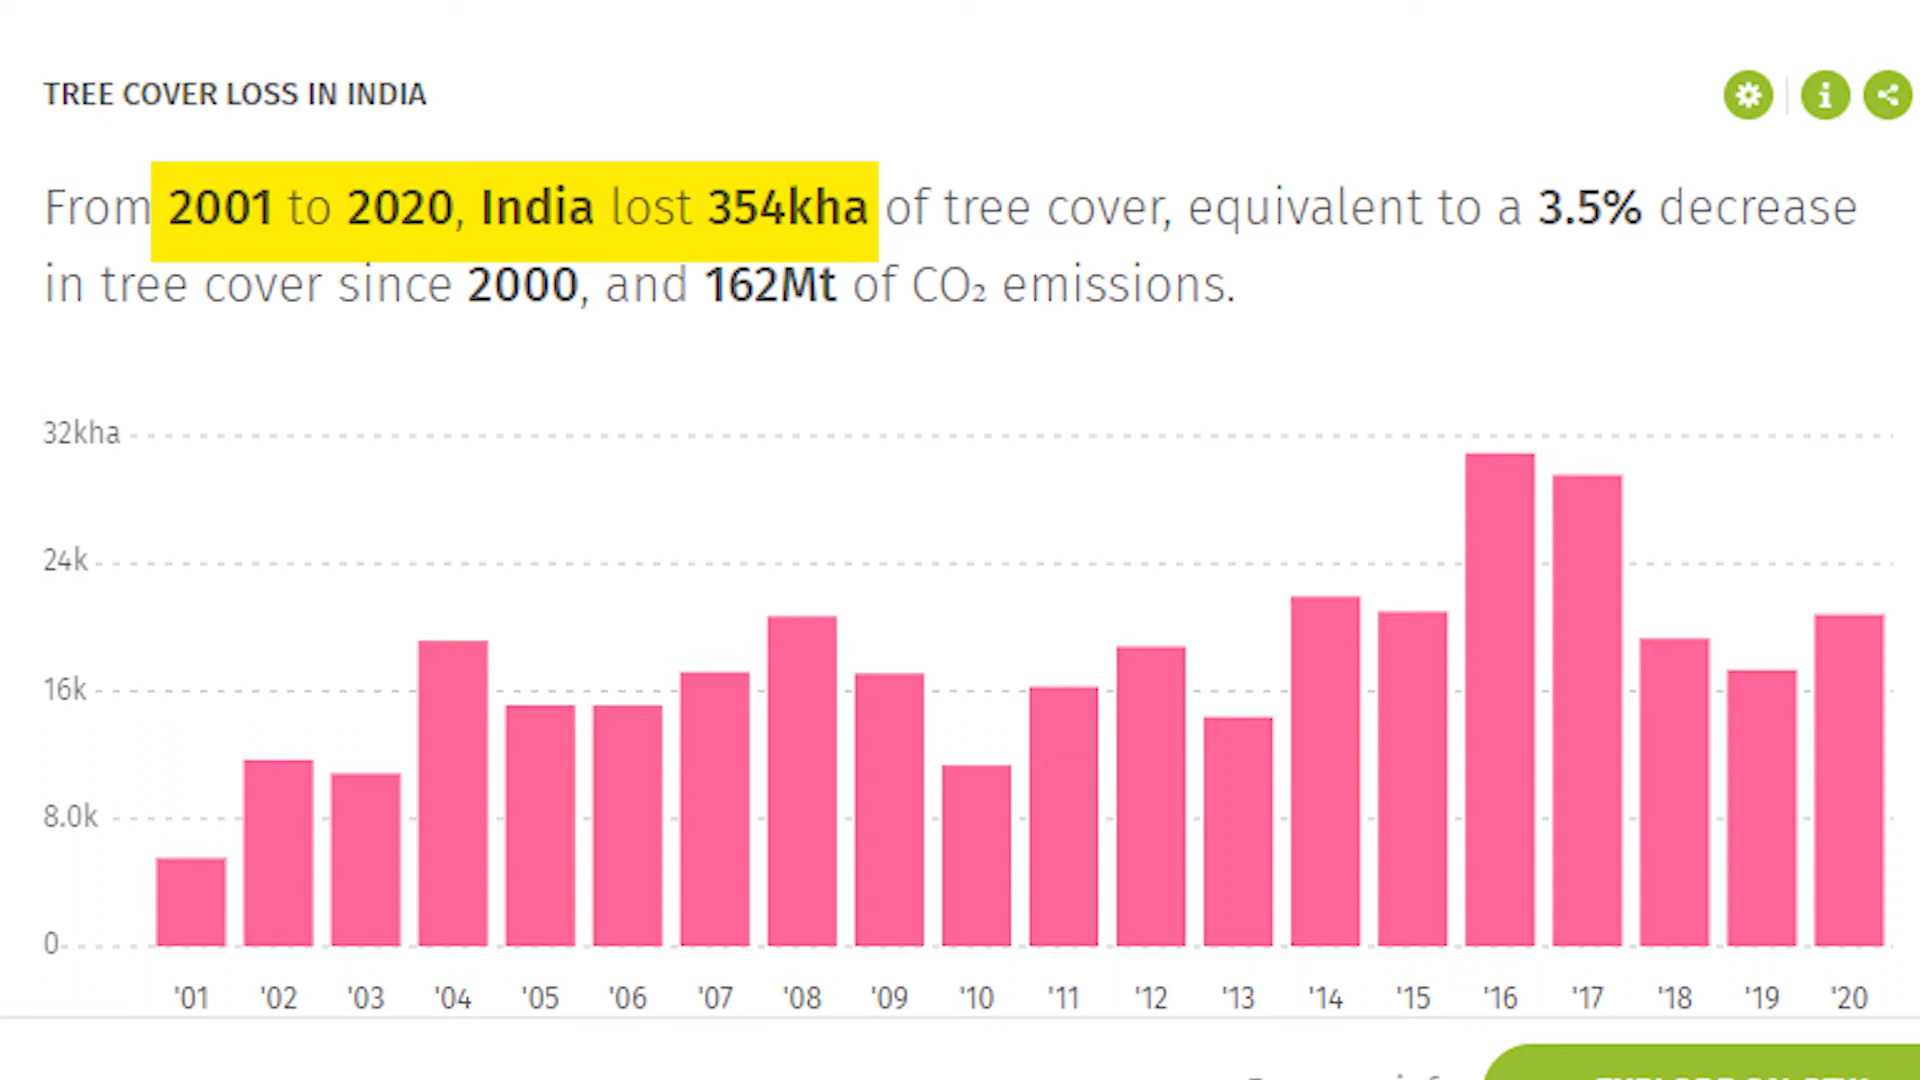 TREE COVER LOSS IN INDIA
From 2001 to 2020, India lost 354kha of tree cover, equivalent to a 3.5% decrease
in tree cover since 2000, and 162Mt of CO₂ emissions.
32kha
24k
16k
8.0k
0
'01 '02 '03 '04 '05 '06 '07 '08 '09 '10 '11 '12 '13 '14 '15 '16 '17 '18 '19 '20